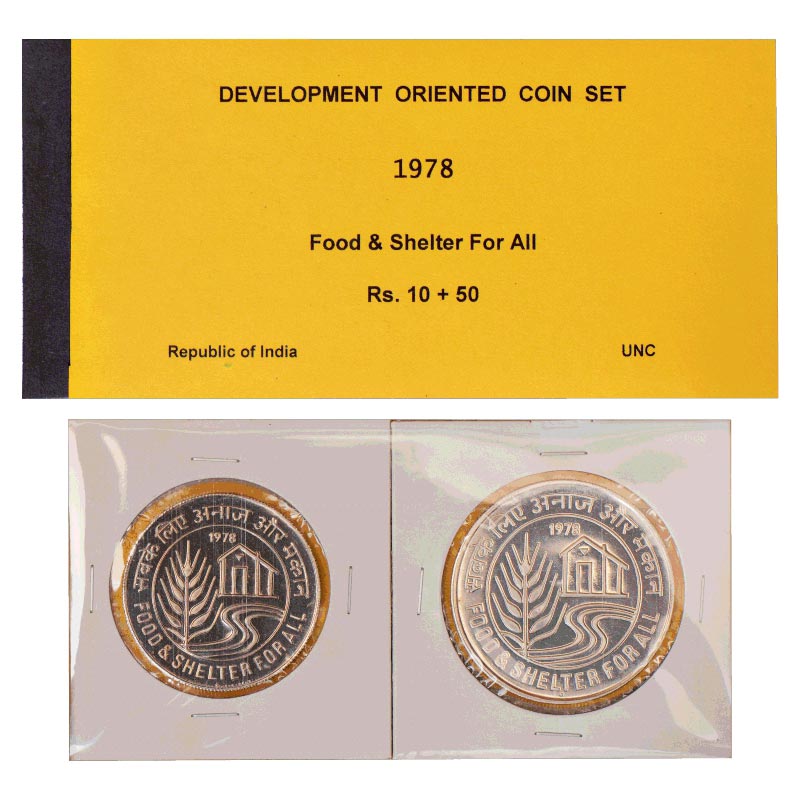 DEVELOPMENT ORIENTED COIN SET
1978
Food & Shelter For All
Rs. 10 + 50
Republic of India UNC
सबके लिए अनाज और मकान
1978
FOOD & SHELTER FOR ALL
सबके लिए अनाज और मकान
1978
FOOD & SHELTER FOR ALL